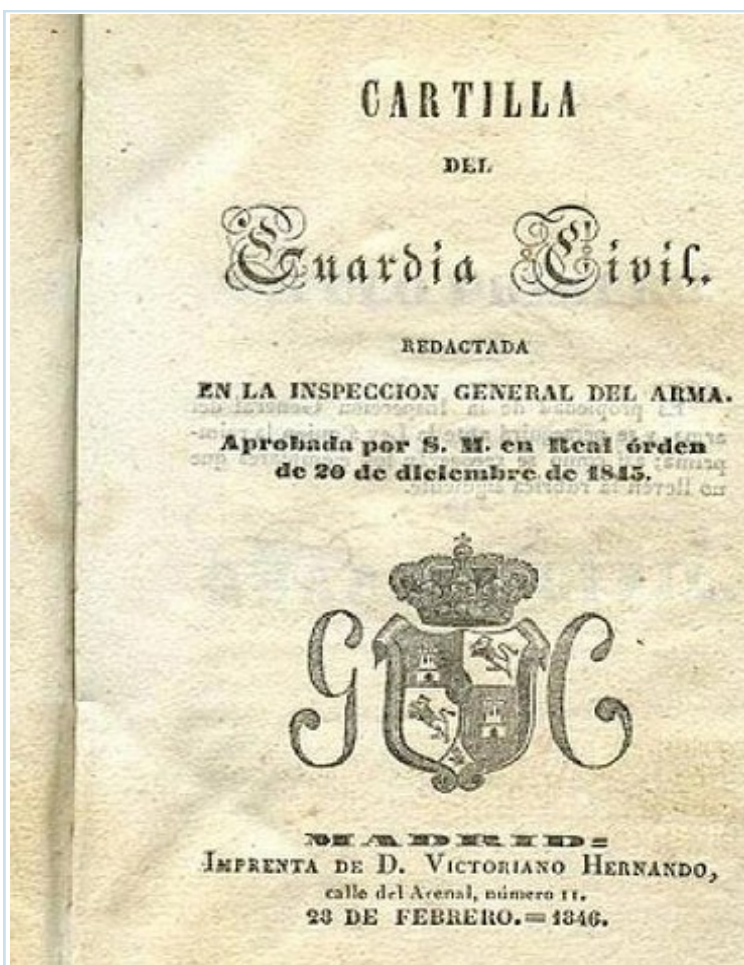 CARTILLA
DEL
Guardia Civil.
REDACTADA
EN LA INSPECCION GENERAL DEL ARMA.
Aprobada por S. M. en Real órden
de 20 de diciembre de 1845.
G C
MADRID:
IMPRENTA DE D. VICTORIANO HERNANDO,
calle del Arenal, número 11.
28 DE FEBRERO.=1846.